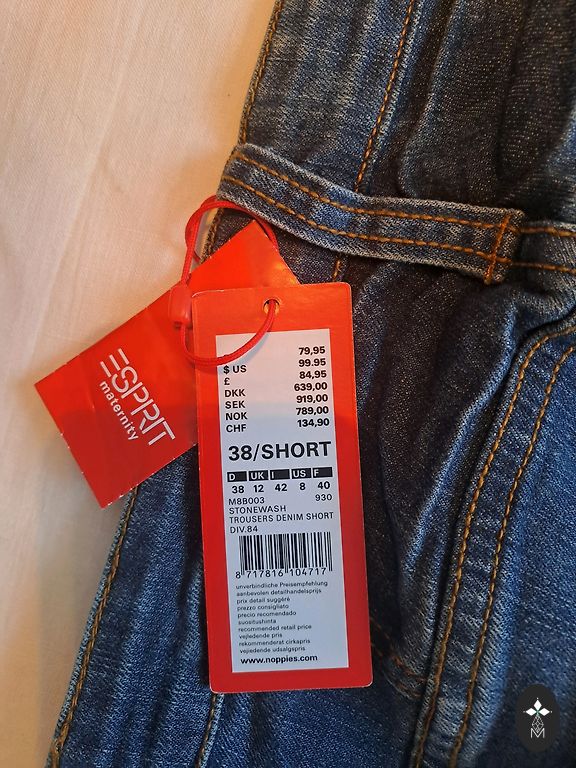 ESPRIT
maternity
79,95
$ US 99.95
£ 84,95
DKK 639,00
SEK 919,00
NOK 789,00
CHF 134,90
38/SHORT
D UK I US F
38 12 42 8 40
M8B003 930
STONEWASH
TROUSERS DENIM SHORT
DIV.84
8 717816 104717
unverbindliche Preisempfehlung
aanbevolen detailhandelsprijs
prix detail suggéré
prezzo consigliato
precio recomendado
suositushinta
recommended retail price
vejledende pris
rekommenderat cirkapris
vejledende udsalgspris
www.noppies.com
M